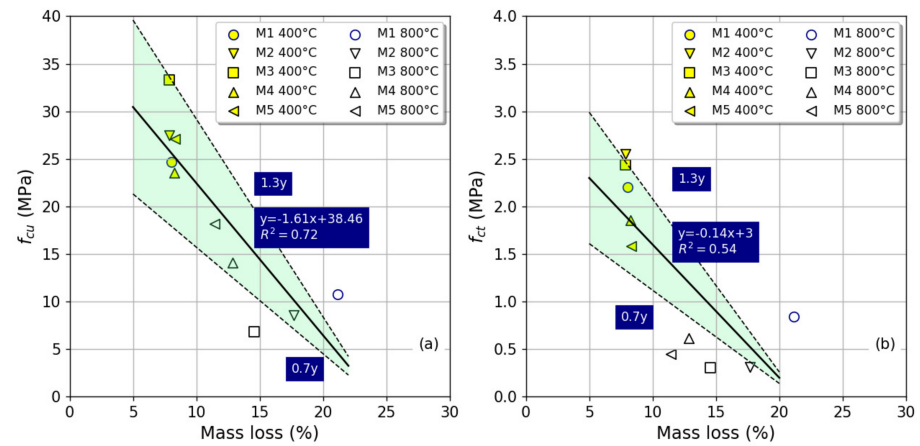 M1 400°C M1 800°C
M2 400°C M2 800°C
M3 400°C M3 800°C
M4 400°C M4 800°C
M5 400°C M5 800°C
1.3y
y=-1.61x+38.46
R² = 0.72
0.7y
(a)
40
35
30
25
20
15
10
5
0
f_cu (MPa)
0 5 10 15 20 25 30
Mass loss (%)
M1 400°C M1 800°C
M2 400°C M2 800°C
M3 400°C M3 800°C
M4 400°C M4 800°C
M5 400°C M5 800°C
1.3y
y=-0.14x+3
R² = 0.54
0.7y
(b)
4.0
3.5
3.0
2.5
2.0
1.5
1.0
0.5
0.0
f_ct (MPa)
0 5 10 15 20 25 30
Mass loss (%)